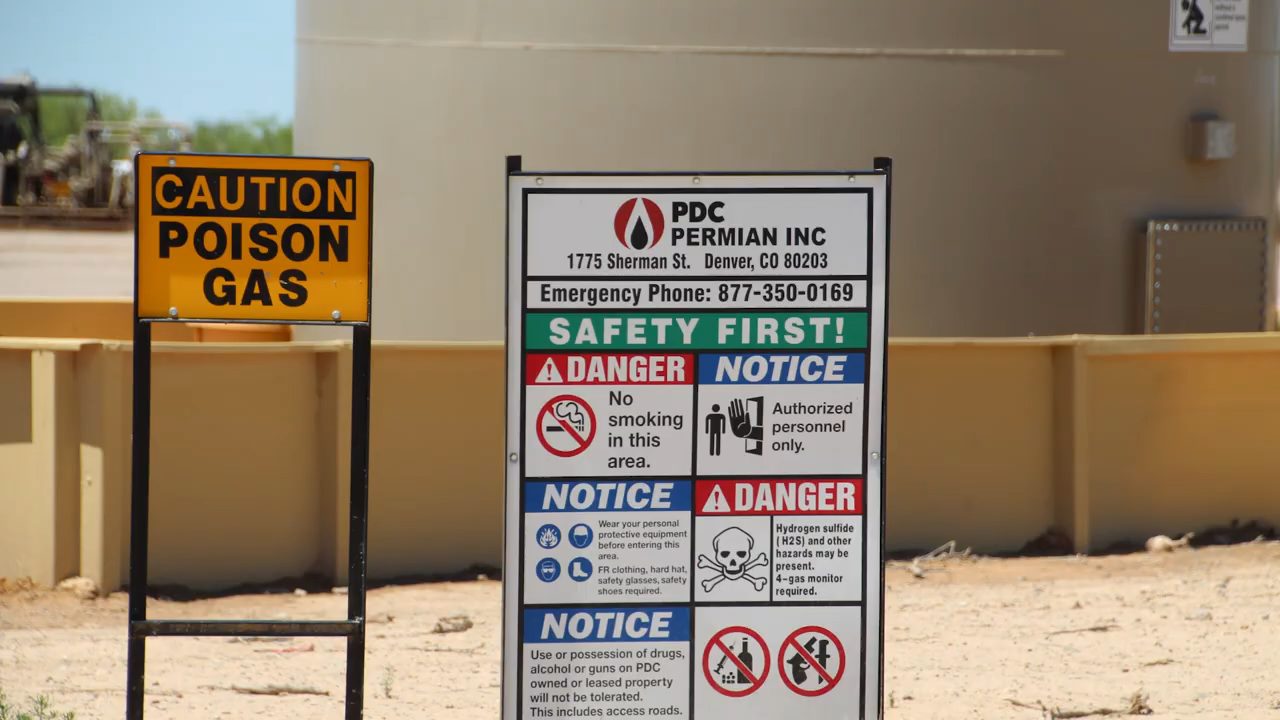 CAUTION
POISON
GAS
PDC
PERMIAN INC
1775 Sherman St. Denver, CO 80203
Emergency Phone: 877-350-0169
SAFETY FIRST!
DANGER
No
smoking
in this
area.
NOTICE
Authorized
personnel
only.
NOTICE
Wear your personal
protective equipment
before entering this
area.
FR clothing, hard hat,
safety glasses, safety
shoes required.
DANGER
Hydrogen sulfide
(H2S) and other
hazards may be
present.
4-gas monitor
required.
NOTICE
Use or possession of drugs,
alcohol or guns on PDC
owned or leased property
will not be tolerated.
This includes access roads.